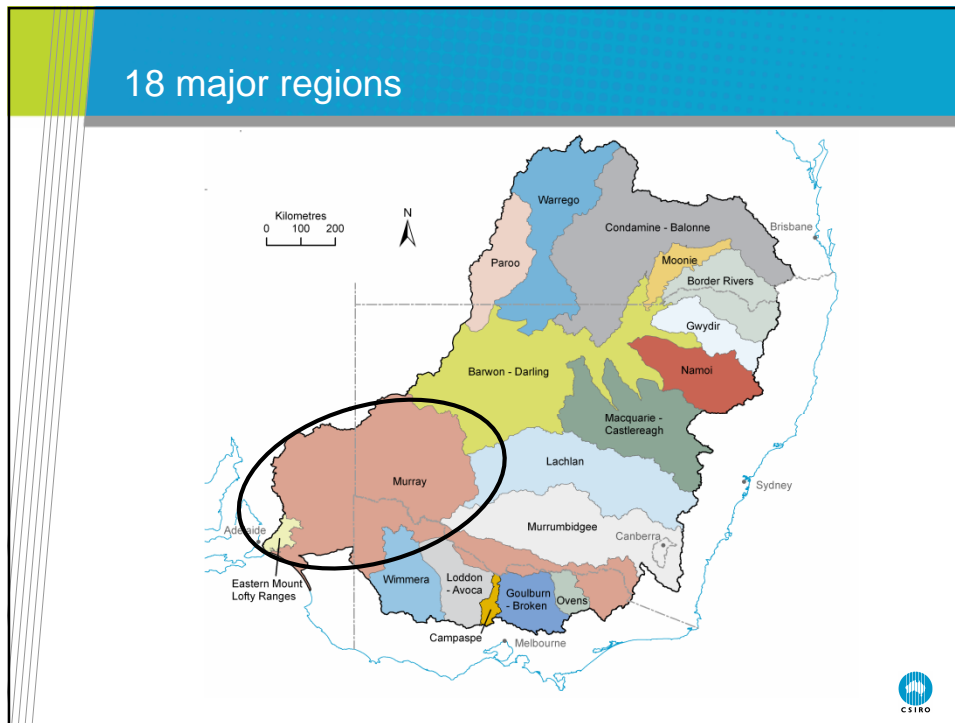 18 major regions
Kilometres
0 100 200
N
Warrego
Condamine - Balonne
Brisbane
Paroo
Moonie
Border Rivers
Gwydir
Barwon - Darling
Namoi
Macquarie -
Castlereagh
Lachlan
Murray
Sydney
Murrumbidgee
Adelaide
Canberra
Eastern Mount
Lofty Ranges
Wimmera
Loddon
- Avoca
Goulburn
- Broken
Ovens
Campaspe
Melbourne
CSIRO